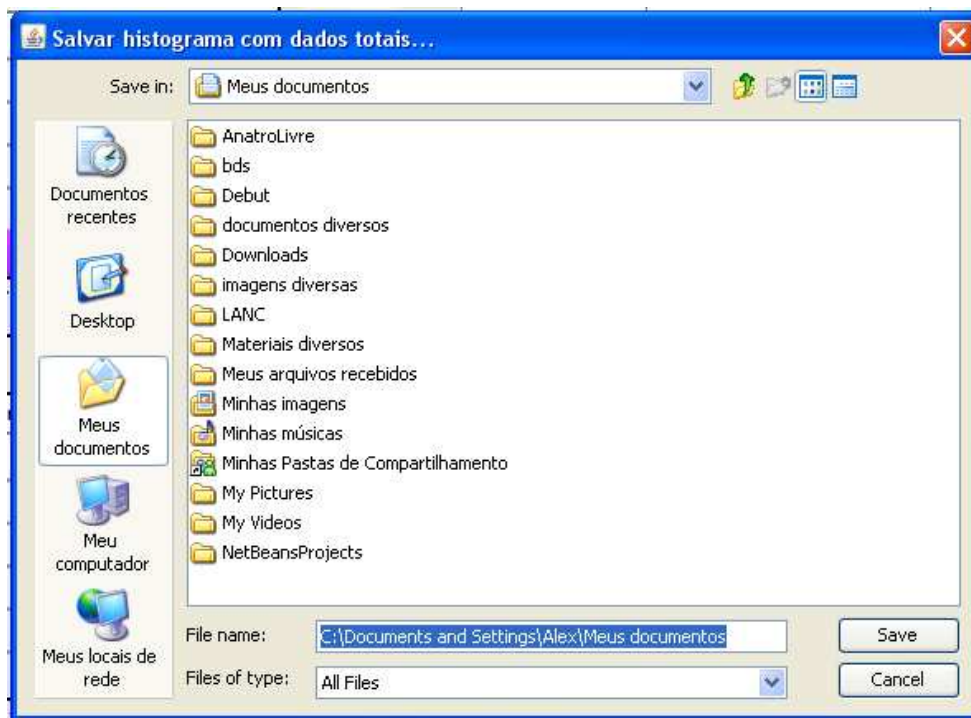 Salvar histograma com dados totais...
Save in:
Meus documentos
Documentos
recentes
Desktop
Meus
documentos
Meu
computador
Meus locais de
rede
AnatroLivre
bds
Debut
documentos diversos
Downloads
imagens diversas
LANC
Materiais diversos
Meus arquivos recebidos
Minhas imagens
Minhas músicas
Minhas Pastas de Compartilhamento
My Pictures
My Videos
NetBeansProjects
File name:
C:\Documents and Settings\Alex\Meus documentos
Save
Files of type:
All Files
Cancel